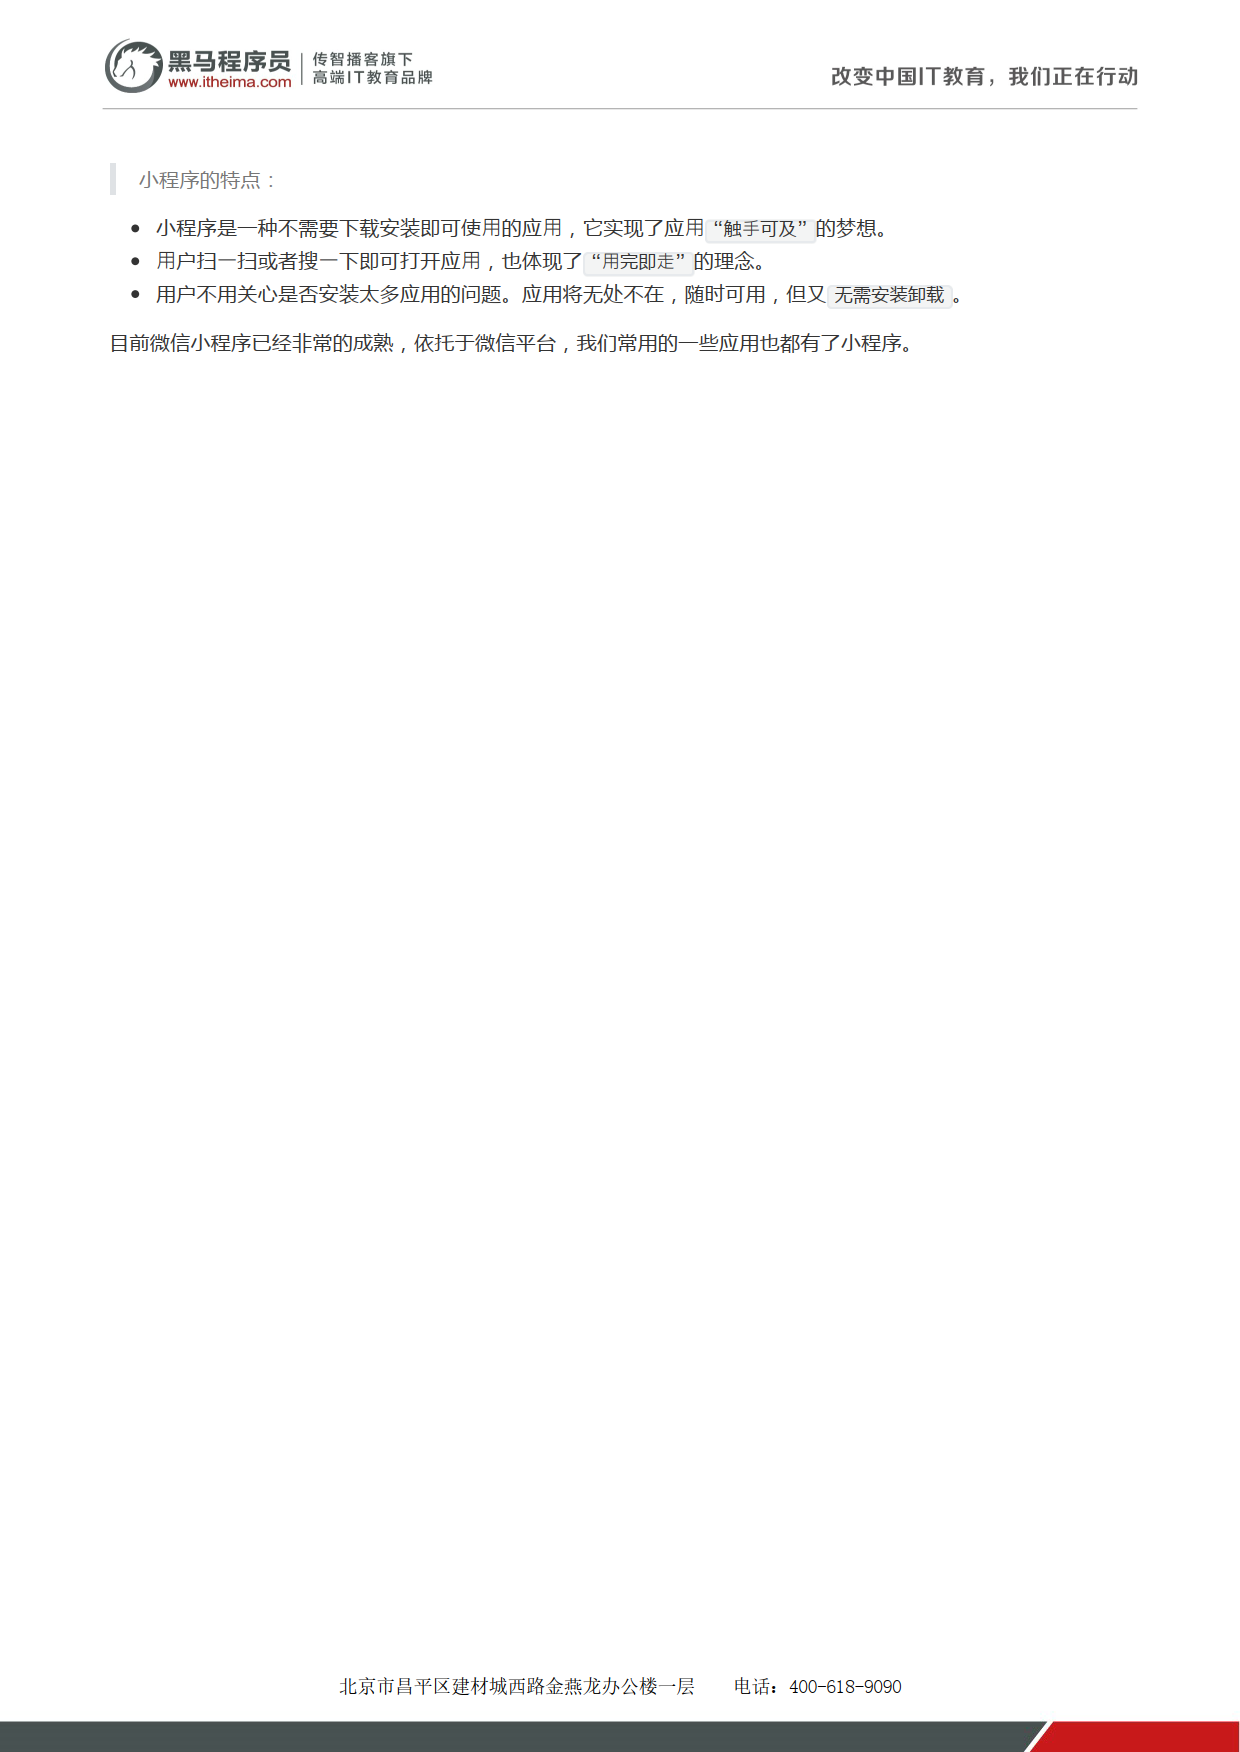 黑马程序员
www.itheima.com
传智播客旗下
高端IT教育品牌
改变中国IT教育，我们正在行动
小程序的特点：
小程序是一种不需要下载安装即可使用的应用，它实现了应用“触手可及”的梦想。
用户扫一扫或者搜一下即可打开应用，也体现了“用完即走”的理念。
用户不用关心是否安装太多应用的问题。应用将无处不在，随时可用，但又无需安装卸载。
目前微信小程序已经非常的成熟，依托于微信平台，我们常用的一些应用也都有了小程序。
北京市昌平区建材城西路金燕龙办公楼一层 电话：400-618-9090